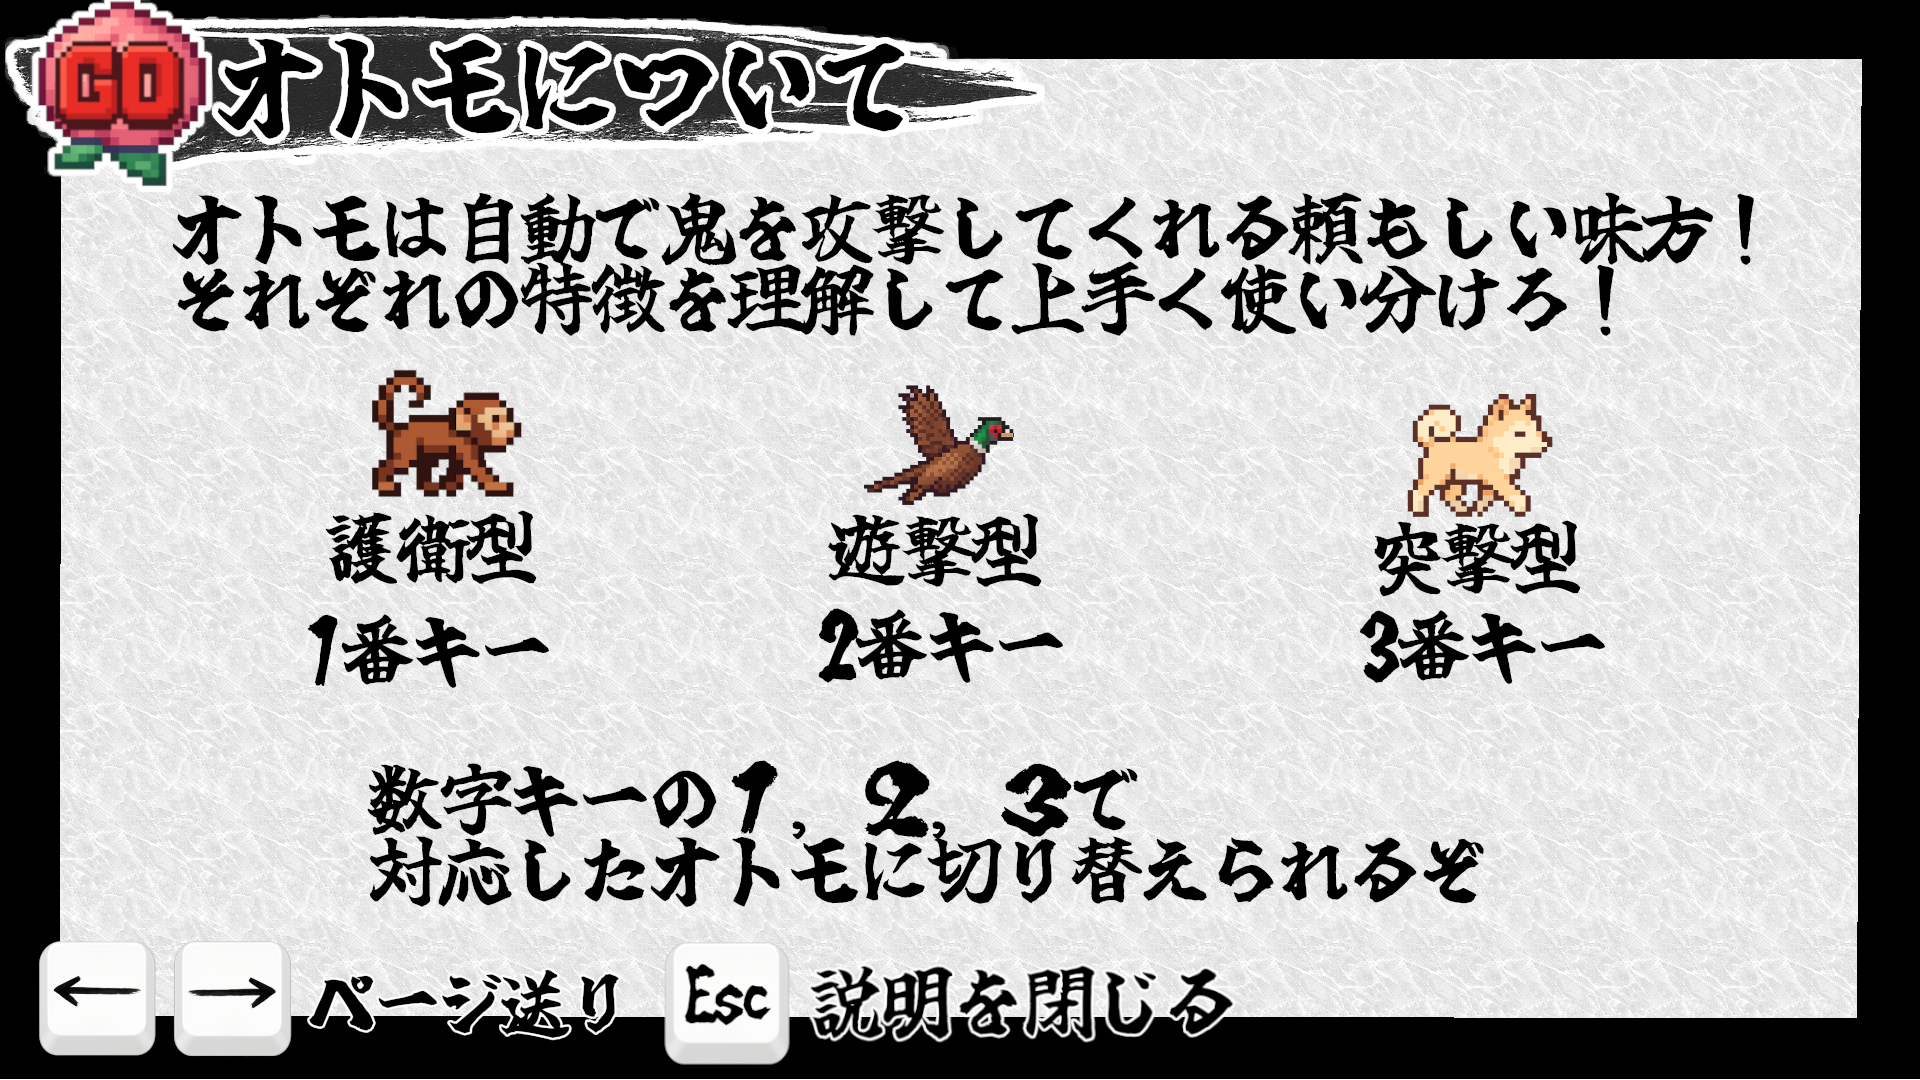 GO
オトモについて
オトモは自動で鬼を攻撃してくれる頼もしい味方！
それぞれの特徴を理解して上手く使い分けろ！
護衛型 遊撃型 突撃型
1番キー 2番キー 3番キー
数字キーの1, 2, 3で
対応したオトモに切り替えられるぞ
← → ページ送り Esc 説明を閉じる